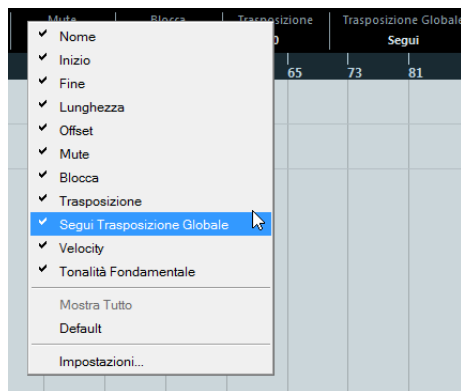 Mute Blocca Trasposizione Trasposizione Globale
0 Segui
65 73 81
Nome
Inizio
Fine
Lunghezza
Offset
Mute
Blocca
Trasposizione
Segui Trasposizione Globale
Velocity
Tonalità Fondamentale
Mostra Tutto
Default
Impostazioni...